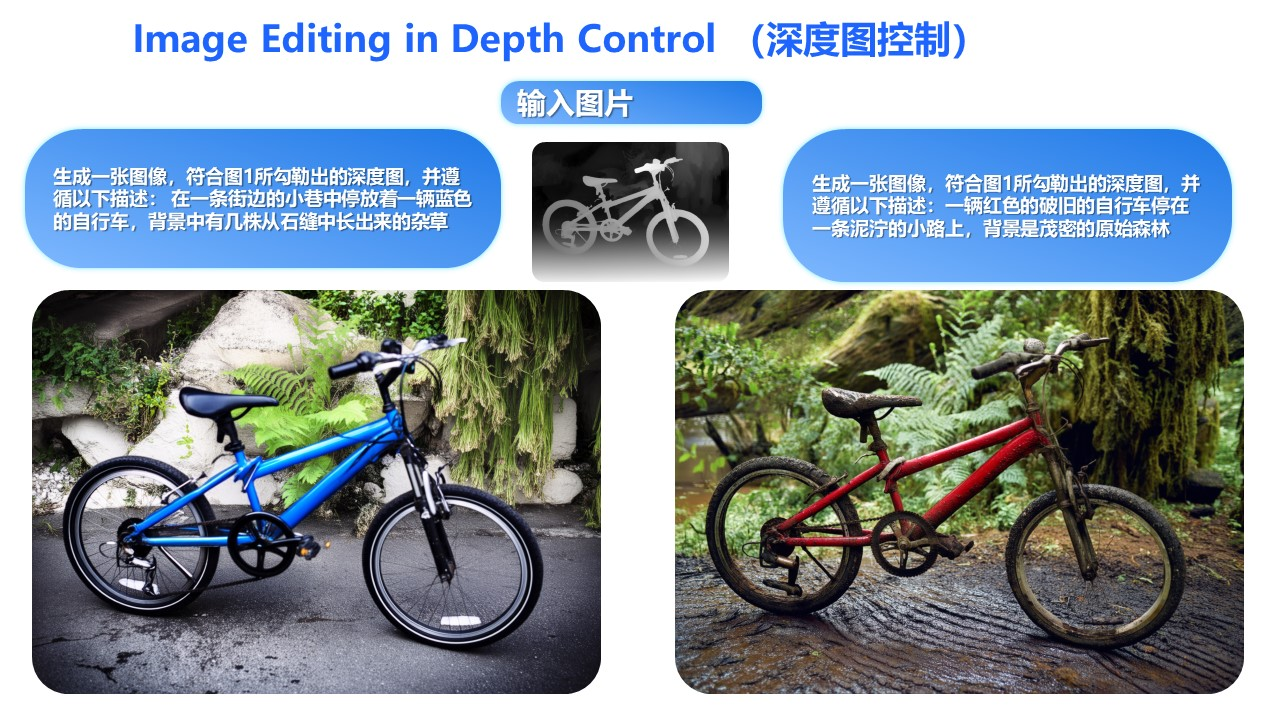 Image Editing in Depth Control （深度图控制）
输入图片
生成一张图像，符合图1所勾勒出的深度图，并遵
循以下描述： 在一条街边的小巷中停放着一辆蓝色
的自行车，背景中有几株从石缝中长出来的杂草
生成一张图像，符合图1所勾勒出的深度图，并
遵循以下描述：一辆红色的破旧的自行车停在
一条泥泞的小路上，背景是茂密的原始森林